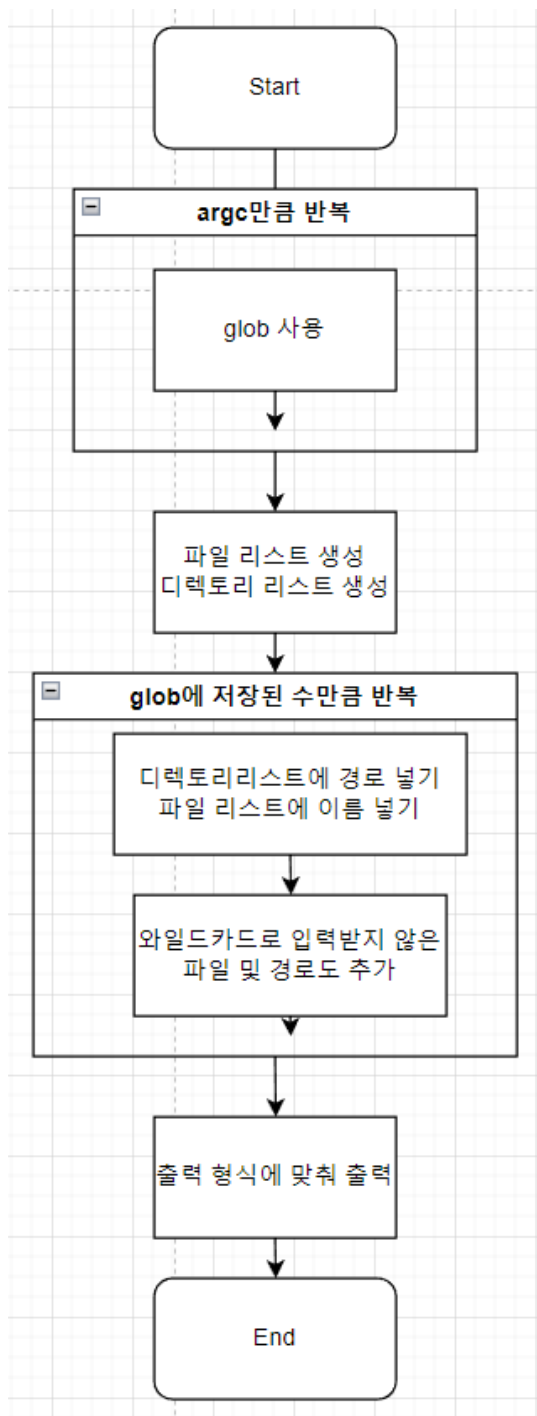 Start
argc만큼 반복
glob 사용
파일 리스트 생성
디렉토리 리스트 생성
glob에 저장된 수만큼 반복
디렉토리리스트에 경로 넣기
파일 리스트에 이름 넣기
와일드카드로 입력받지 않은
파일 및 경로도 추가
출력 형식에 맞춰 출력
End